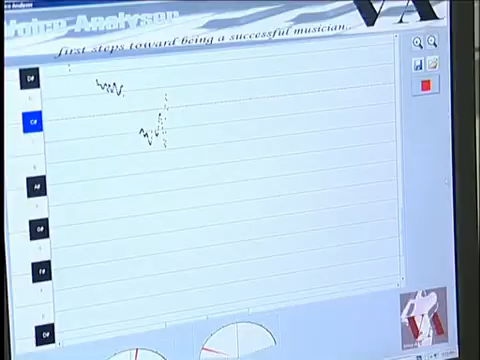 Voice-Analyser
VA
first steps toward being a successful musician..
D#
C#
A#
G#
F#
D#